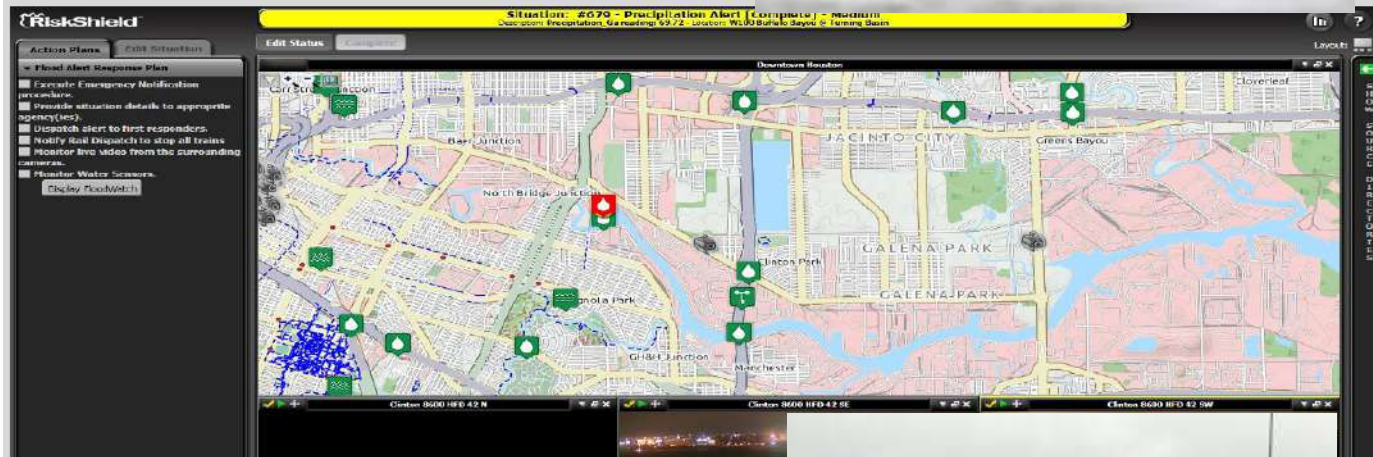 RiskShield
Situation: #679 - Precipitation Alert [Complete] - Medium
Description: Precipitation_Ga reading: 69.72 - Location: W100 Buffalo Bayou @ Turning Basin
?
Action Plans
Edit Situation
Edit Status
Complete
Layout:
Flood Alert Response Plan
Execute Emergency Notification
procedure.
Provide situation details to approprite
agency(ies).
Dispatch alert to first responders.
Notify Rail Dispatch to stop all trains
Monitor live video from the surrounding
cameras.
Monitor Water Sensors.
Display FloodWatch
Downtown Houston
Junction
Cloverleaf
JACINTO CITY
Greens Bayou
Junction
North Bridge Junction
GALENA PARK
Clinton Park
GALENA PARK
Magnolia Park
GH&H Junction
Manchester
Clinton 8600 HFD 42 N
Clinton 8600 HFD 42 SE
Clinton 8600 HFD 42 SW